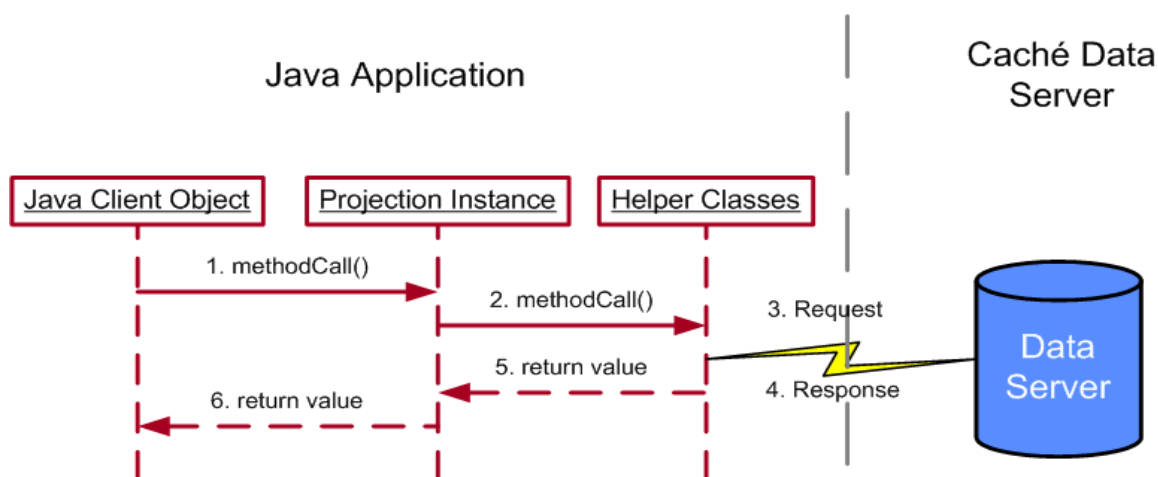 Java Application
Caché Data
Server
Java Client Object
Projection Instance
Helper Classes
1. methodCall()
2. methodCall()
3. Request
4. Response
5. return value
6. return value
Data
Server